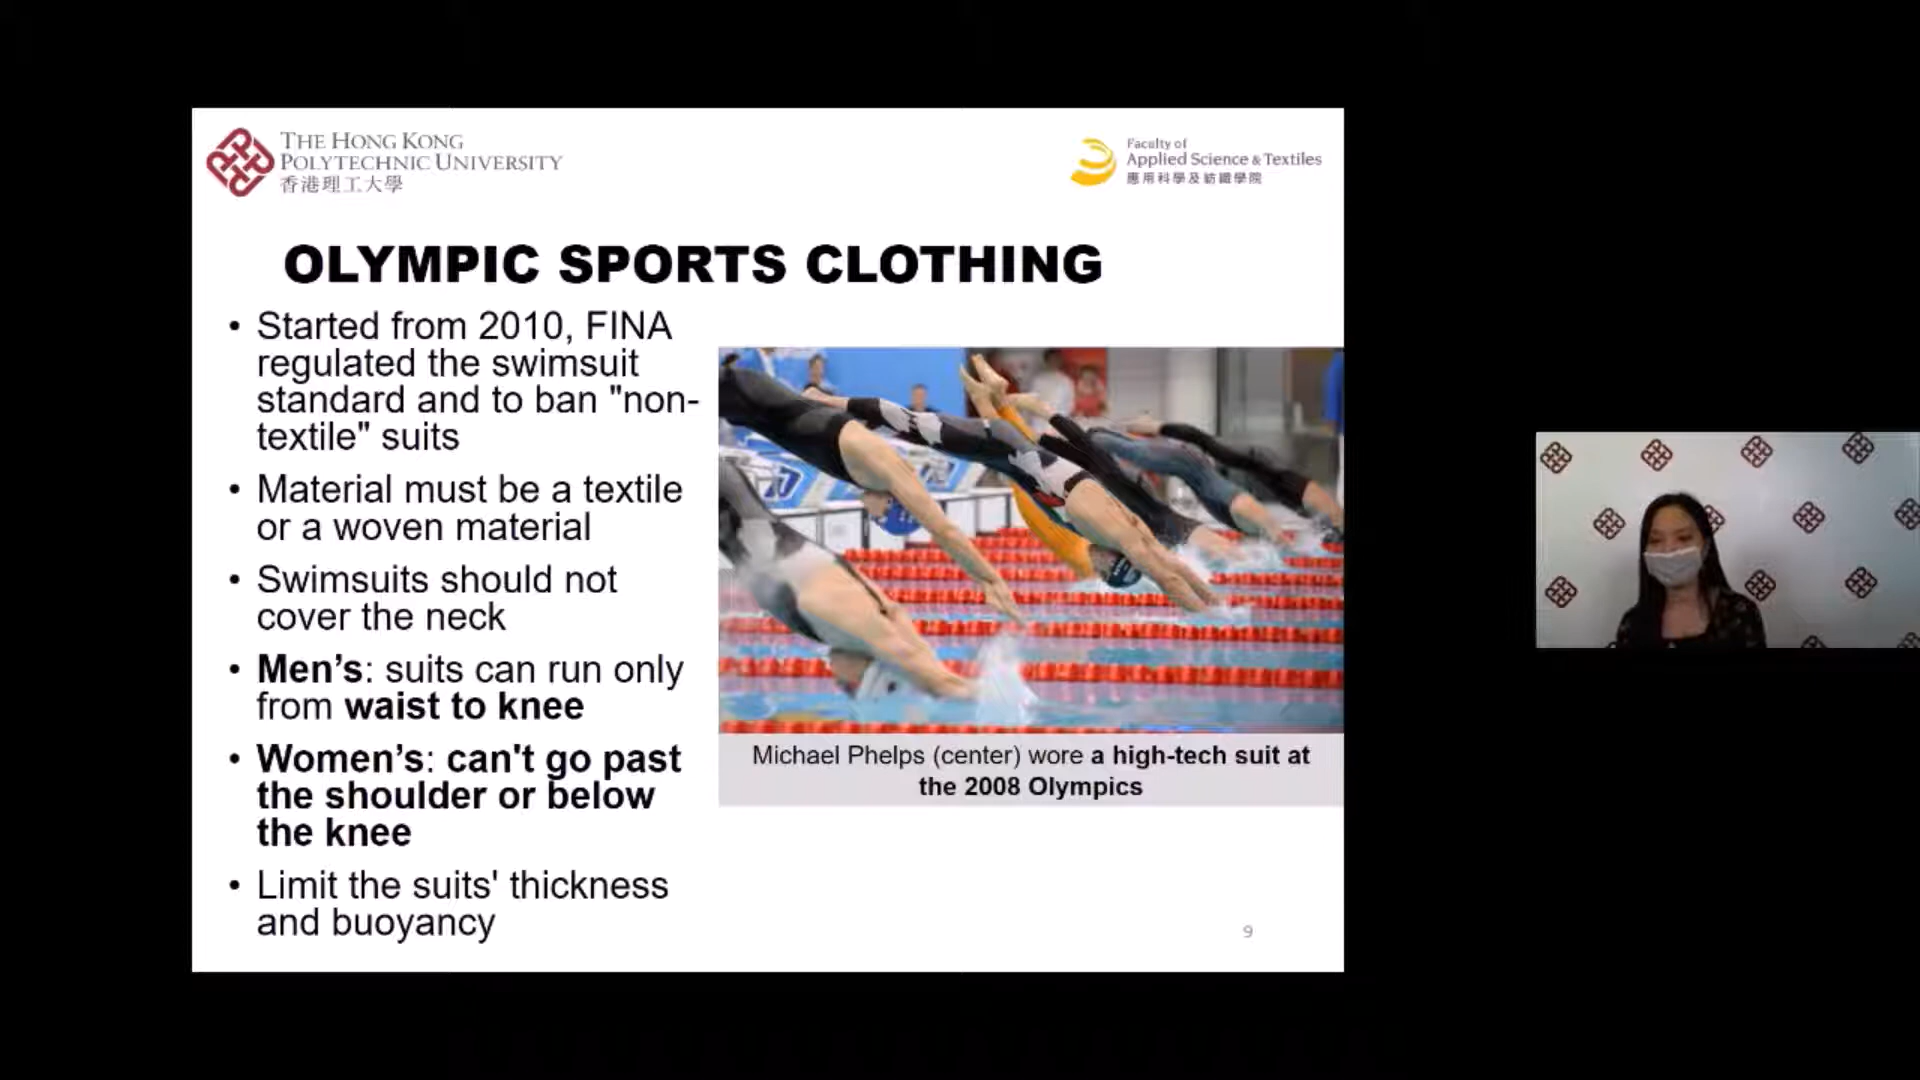 THE HONG KONG
POLYTECHNIC UNIVERSITY
香港理工大學
Faculty of
Applied Science & Textiles
應用科學及紡織學院
OLYMPIC SPORTS CLOTHING
• Started from 2010, FINA
regulated the swimsuit
standard and to ban "non-
textile" suits
• Material must be a textile
or a woven material
• Swimsuits should not
cover the neck
• Men’s: suits can run only
from waist to knee
• Women’s: can't go past
the shoulder or below
the knee
• Limit the suits' thickness
and buoyancy
Michael Phelps (center) wore a high-tech suit at
the 2008 Olympics
9